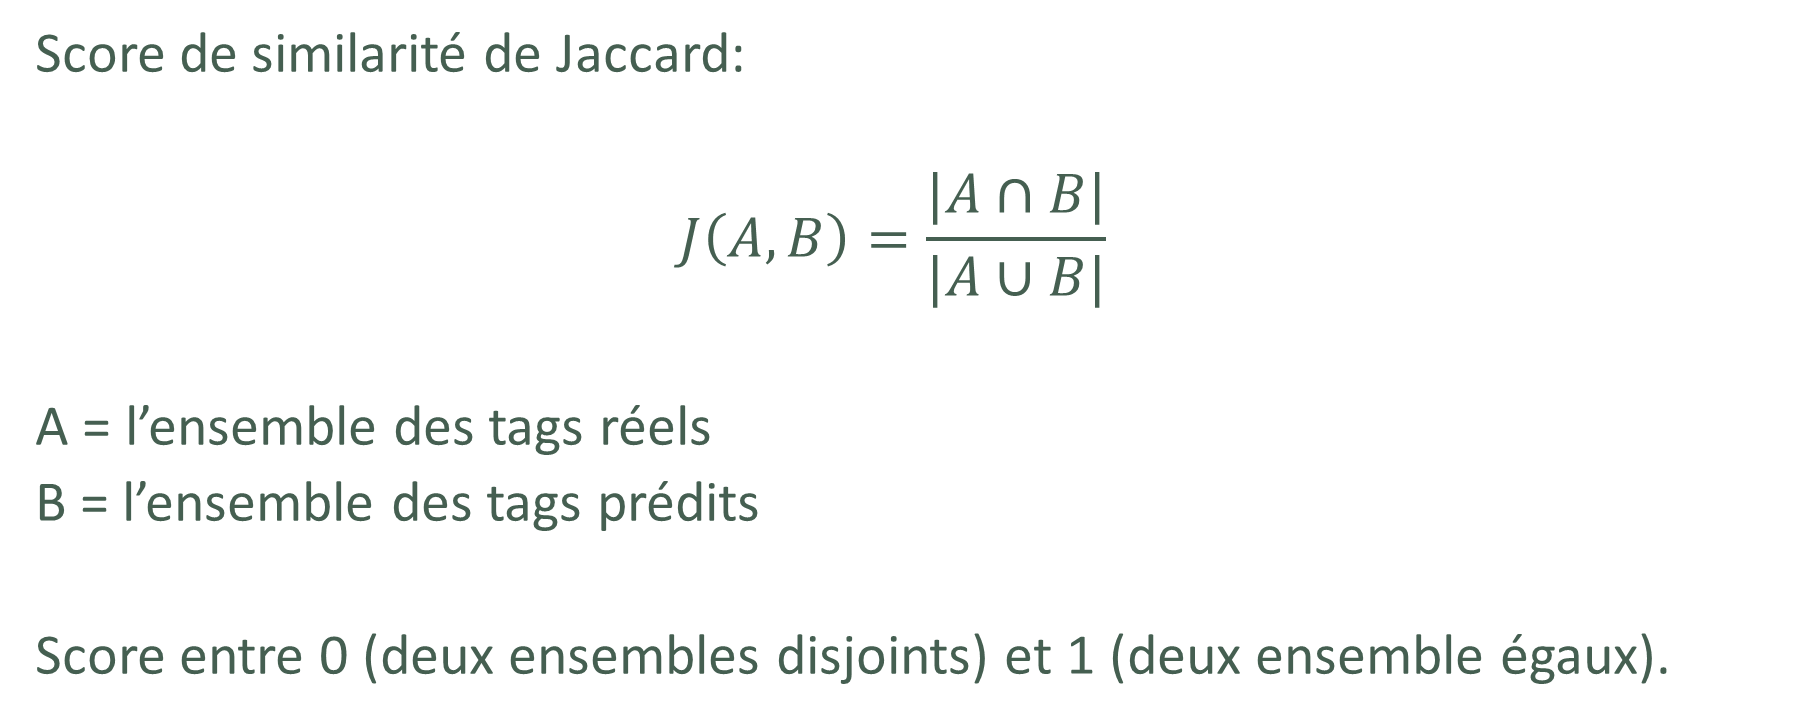 Score de similarité de Jaccard:
J(A, B) = |A ∩ B| / |A ∪ B|
A = l’ensemble des tags réels
B = l’ensemble des tags prédits
Score entre 0 (deux ensembles disjoints) et 1 (deux ensemble égaux).